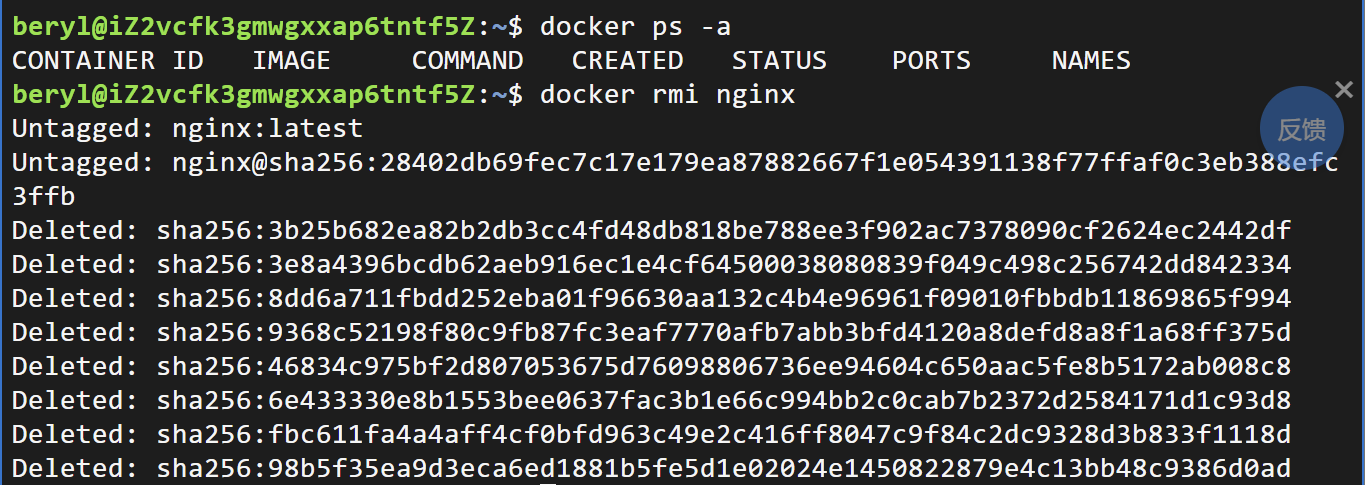 beryl@iZ2vcfk3gmwgxxap6tntf5Z:~$ docker ps -a
CONTAINER ID   IMAGE     COMMAND   CREATED   STATUS    PORTS     NAMES
beryl@iZ2vcfk3gmwgxxap6tntf5Z:~$ docker rmi nginx
Untagged: nginx:latest
反馈
Untagged: nginx@sha256:28402db69fec7c17e179ea87882667f1e054391138f77ffaf0c3eb388efc
3ffb
Deleted: sha256:3b25b682ea82b2db3cc4fd48db818be788ee3f902ac7378090cf2624ec2442df
Deleted: sha256:3e8a4396bcdb62aeb916ec1e4cf64500038080839f049c498c256742dd842334
Deleted: sha256:8dd6a711fbdd252eba01f96630aa132c4b4e96961f09010fbbdb11869865f994
Deleted: sha256:9368c52198f80c9fb87fc3eaf7770afb7abb3bfd4120a8defd8a8f1a68ff375d
Deleted: sha256:46834c975bf2d807053675d76098806736ee94604c650aac5fe8b5172ab008c8
Deleted: sha256:6e433330e8b1553bee0637fac3b1e66c994bb2c0cab7b2372d2584171d1c93d8
Deleted: sha256:fbc611fa4a4aff4cf0bfd963c49e2c416ff8047c9f84c2dc9328d3b833f1118d
Deleted: sha256:98b5f35ea9d3eca6ed1881b5fe5d1e02024e1450822879e4c13bb48c9386d0ad